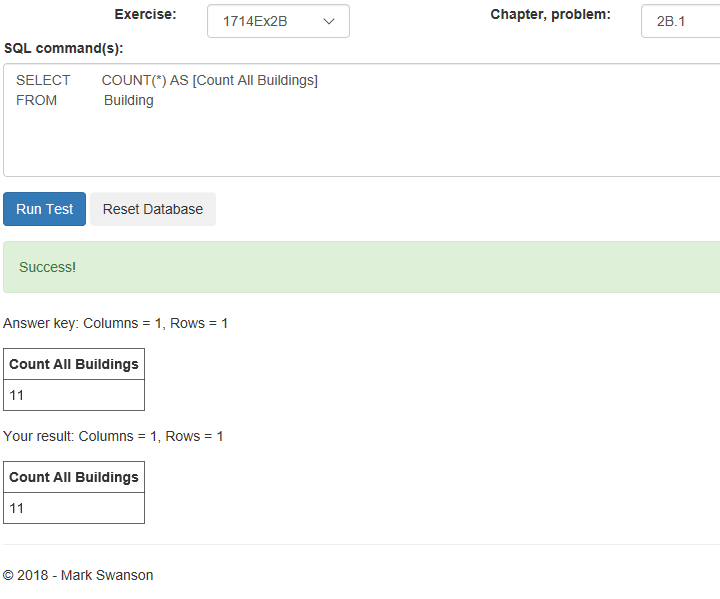 Exercise: 1714Ex2B Chapter, problem: 2B.1
SQL command(s):
SELECT COUNT(*) AS [Count All Buildings]
FROM Building
Run Test Reset Database
Success!
Answer key: Columns = 1, Rows = 1
Count All Buildings
11
Your result: Columns = 1, Rows = 1
Count All Buildings
11
© 2018 - Mark Swanson